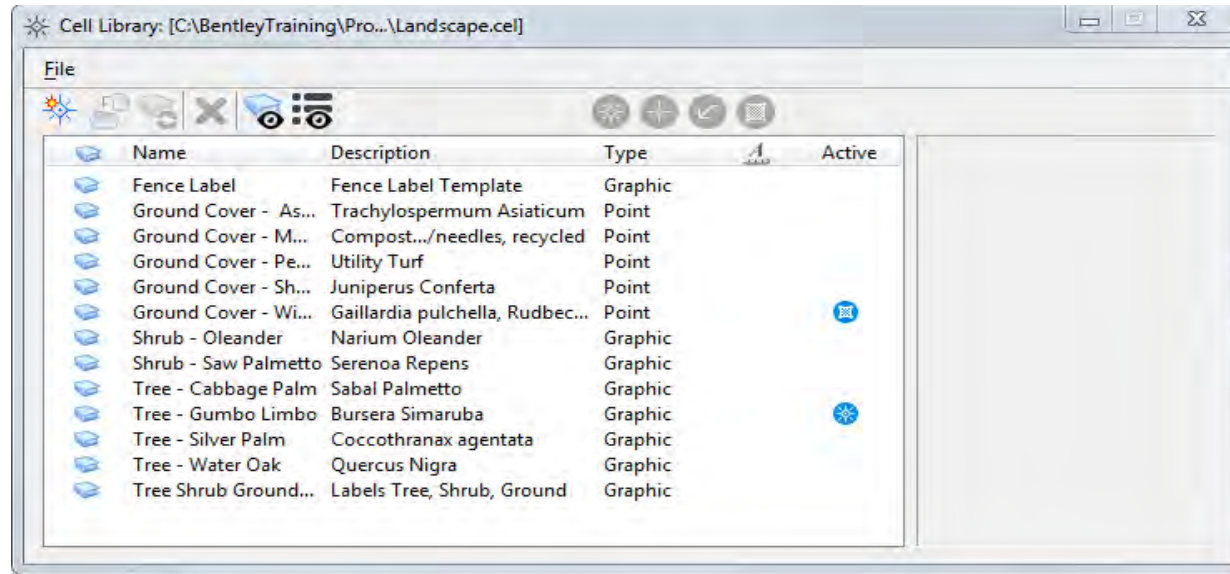 Cell Library: [C:\BentleyTraining\Pro...\Landscape.cel]
File
Name Description Type A Active
Fence Label Fence Label Template Graphic
Ground Cover - As... Trachylospermum Asiaticum Point
Ground Cover - M... Compost.../needles, recycled Point
Ground Cover - Pe... Utility Turf Point
Ground Cover - Sh... Juniperus Conferta Point
Ground Cover - Wi... Gaillardia pulchella, Rudbec... Point
Shrub - Oleander Narium Oleander Graphic
Shrub - Saw Palmetto Serenoa Repens Graphic
Tree - Cabbage Palm Sabal Palmetto Graphic
Tree - Gumbo Limbo Bursera Simaruba Graphic
Tree - Silver Palm Coccothranax agentata Graphic
Tree - Water Oak Quercus Nigra Graphic
Tree Shrub Ground... Labels Tree, Shrub, Ground Graphic